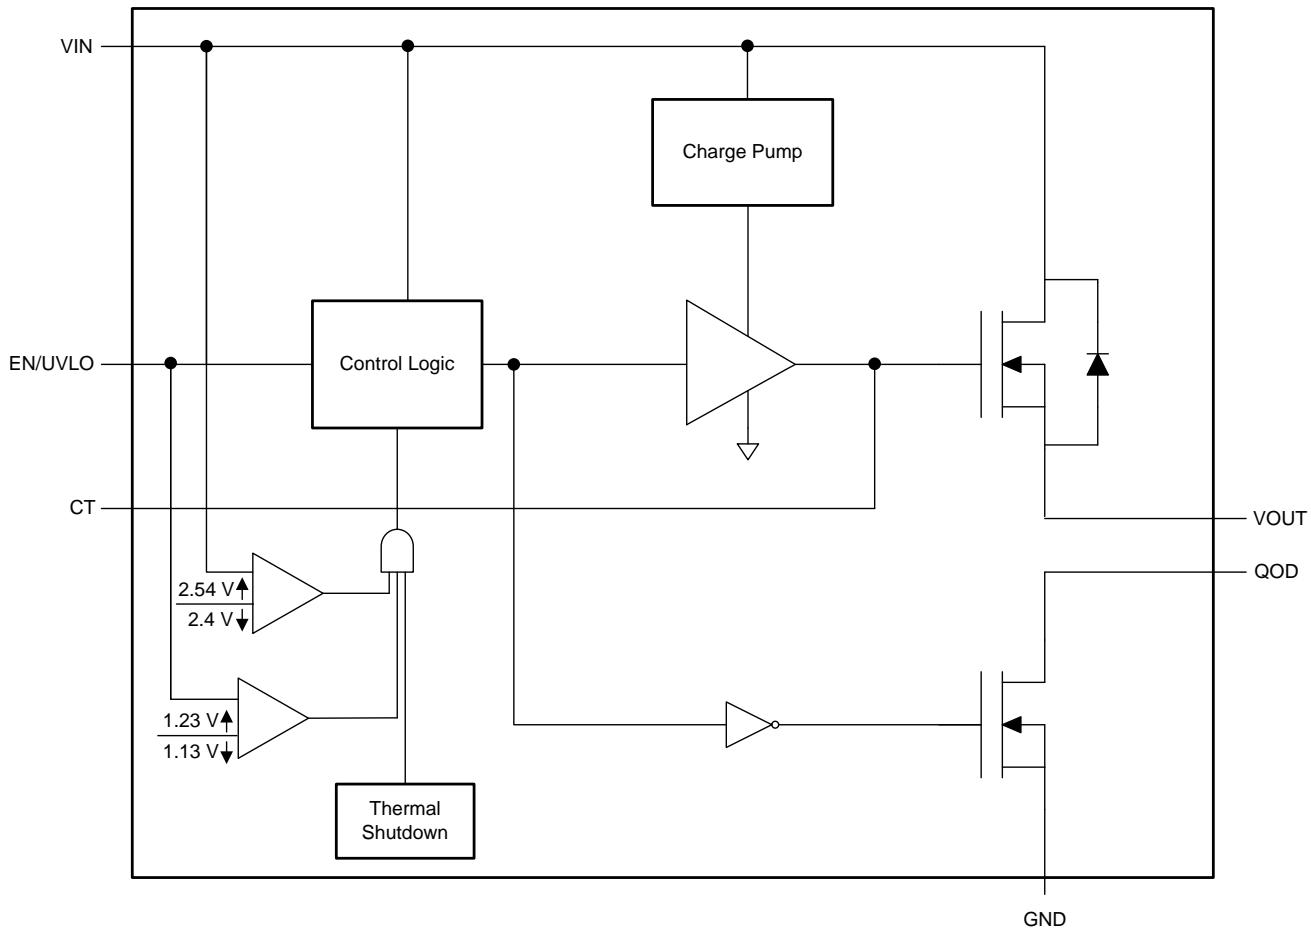 VIN
Charge Pump
EN/UVLO
Control Logic
CT
VOUT
QOD
2.54 V
2.4 V
1.23 V
1.13 V
Thermal
Shutdown
GND